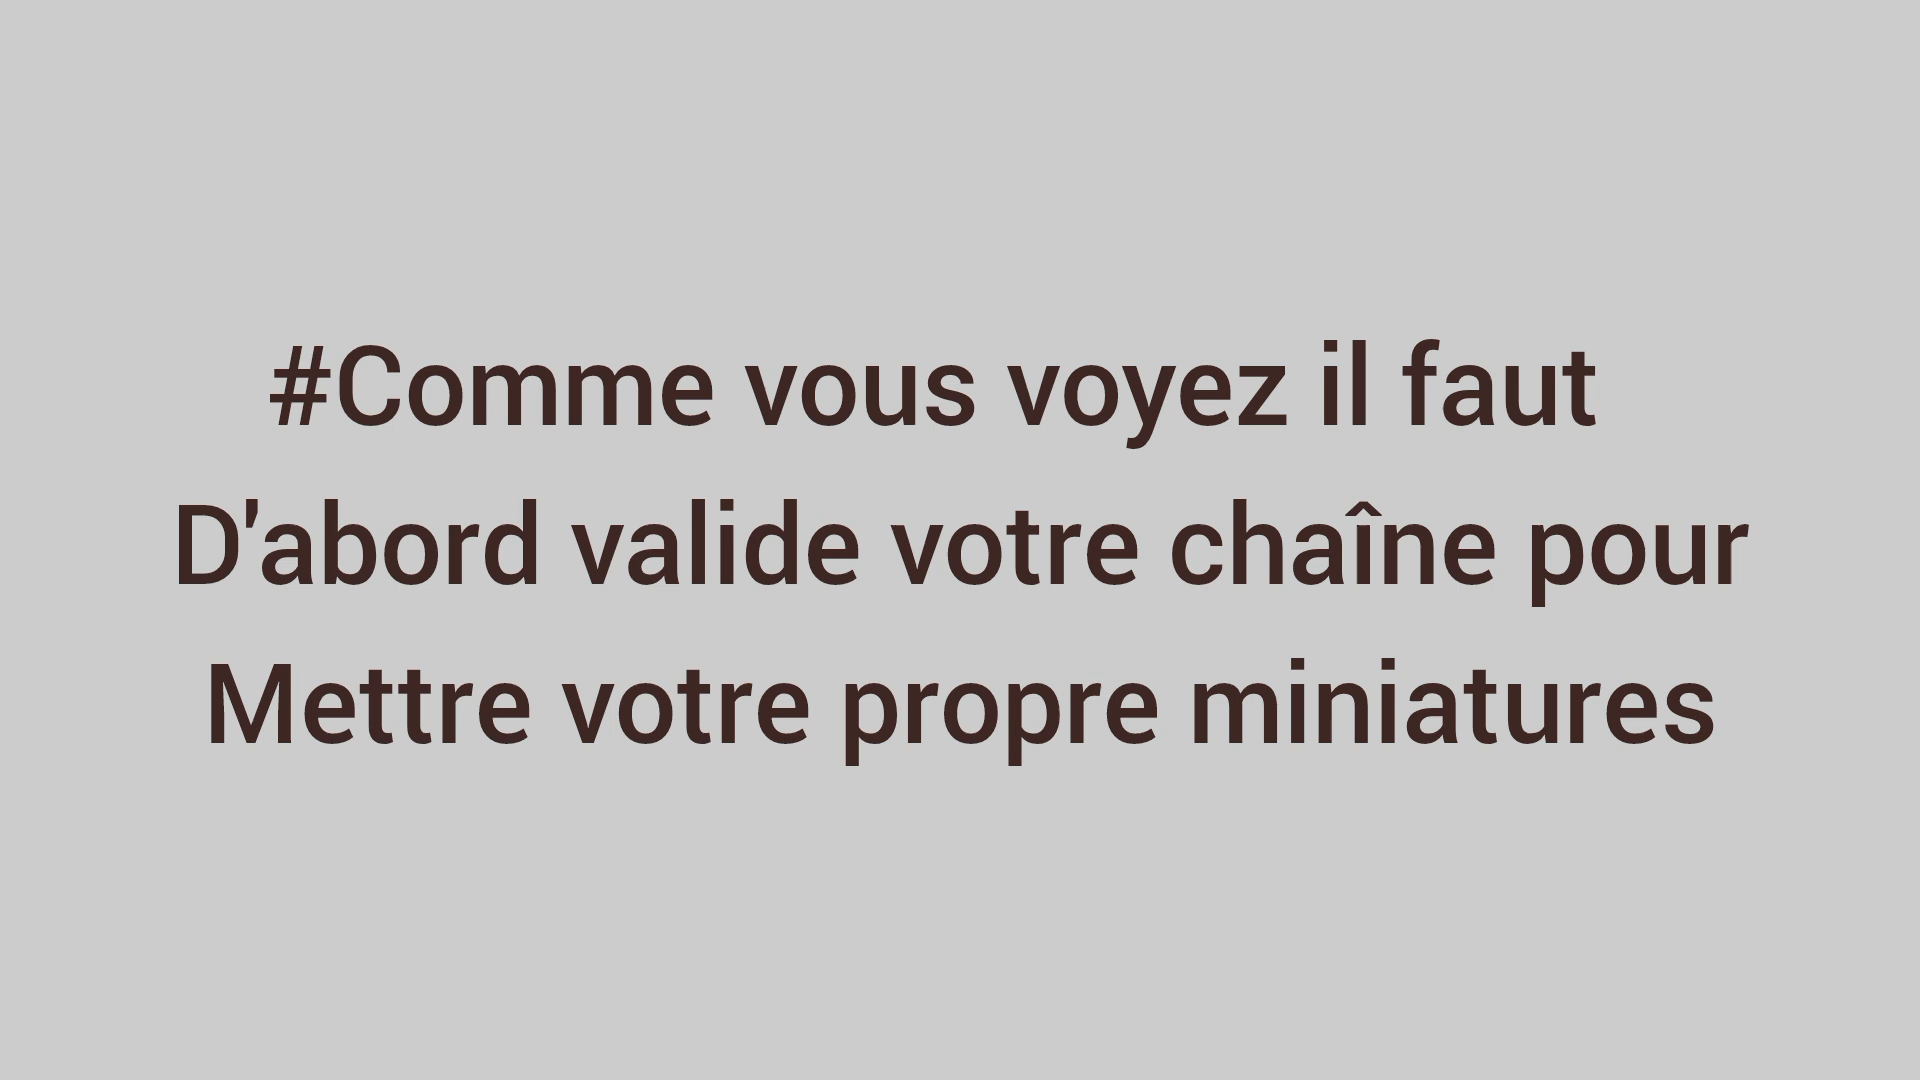 #Comme vous voyez il faut
D'abord valide votre chaîne pour
Mettre votre propre miniatures